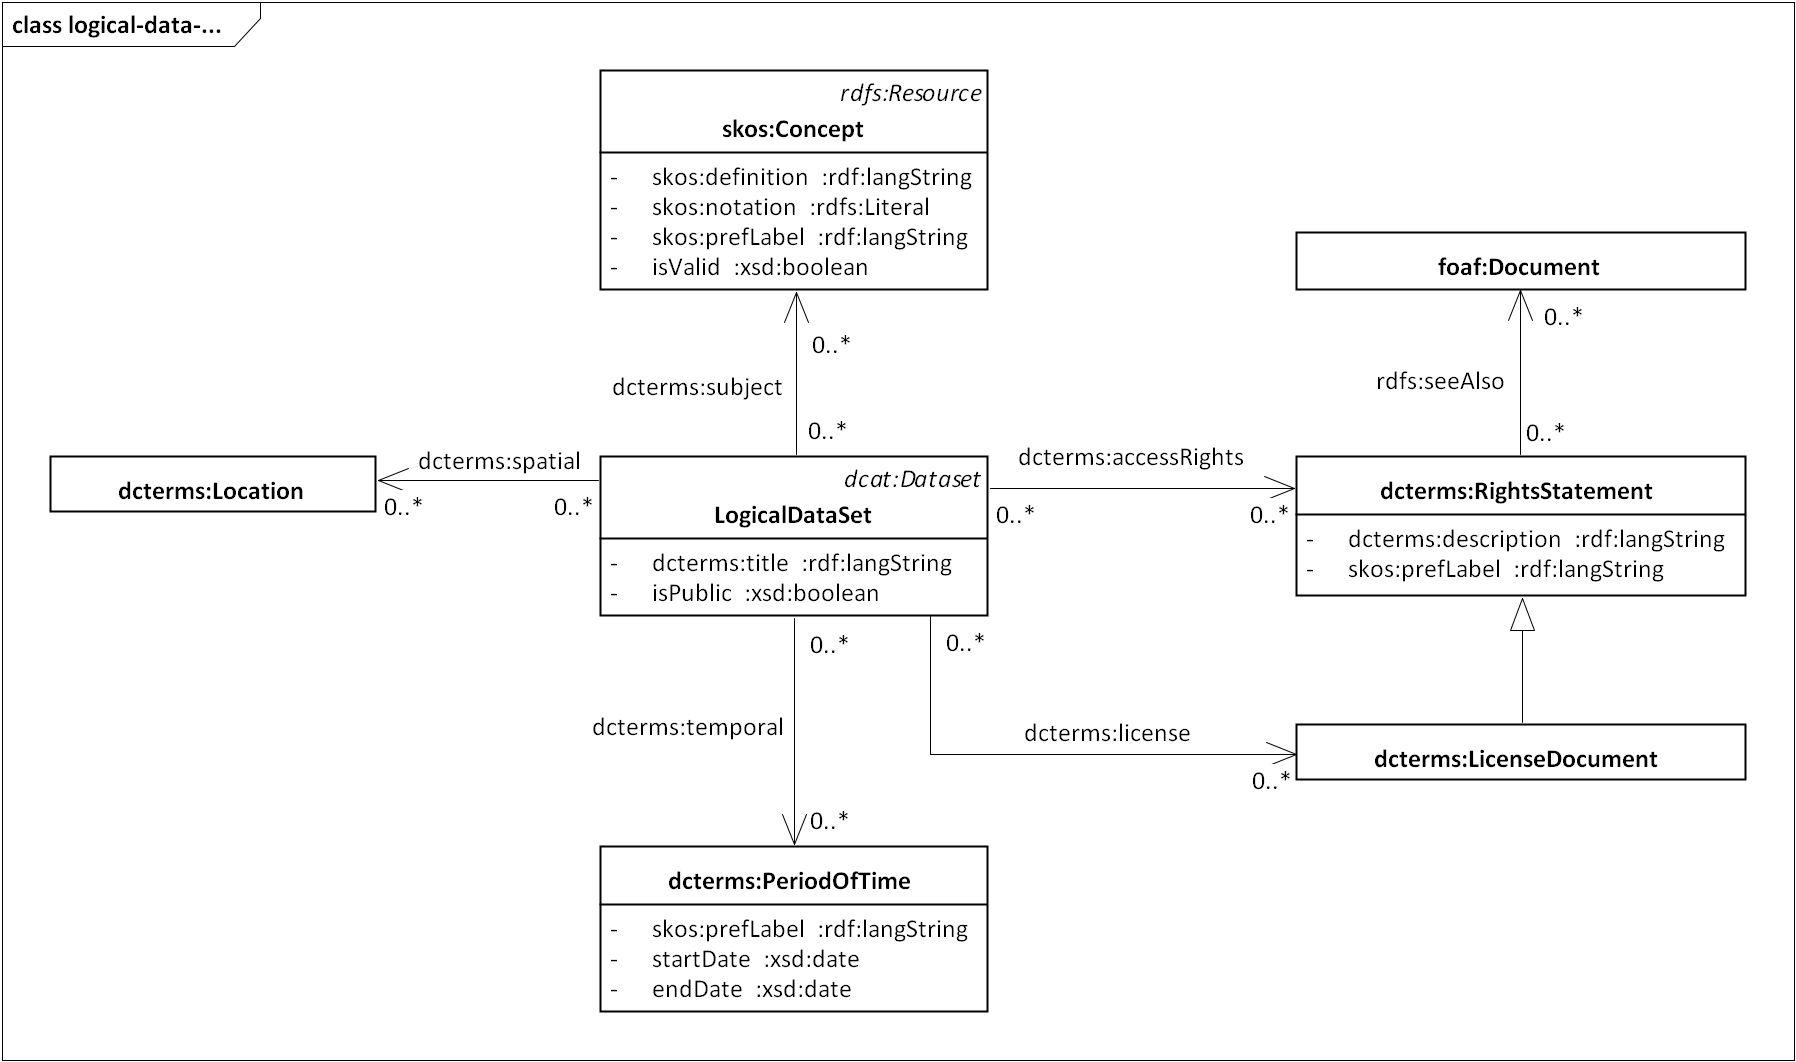 class logical-data-...
rdfs:Resource
skos:Concept
- skos:definition :rdf:langString
- skos:notation :rdfs:Literal
- skos:prefLabel :rdf:langString
- isValid :xsd:boolean
foaf:Document
0..*
0..*
dcterms:subject
rdfs:seeAlso
0..*
0..*
dcterms:spatial
0..*
0..*
dcterms:Location
dcat:Dataset
LogicalDataSet
- dcterms:title :rdf:langString
- isPublic :xsd:boolean
dcterms:accessRights
0..*
0..*
dcterms:RightsStatement
- dcterms:description :rdf:langString
- skos:prefLabel :rdf:langString
0..*
0..*
dcterms:temporal
dcterms:license
0..*
dcterms:LicenseDocument
0..*
dcterms:PeriodOfTime
- skos:prefLabel :rdf:langString
- startDate :xsd:date
- endDate :xsd:date